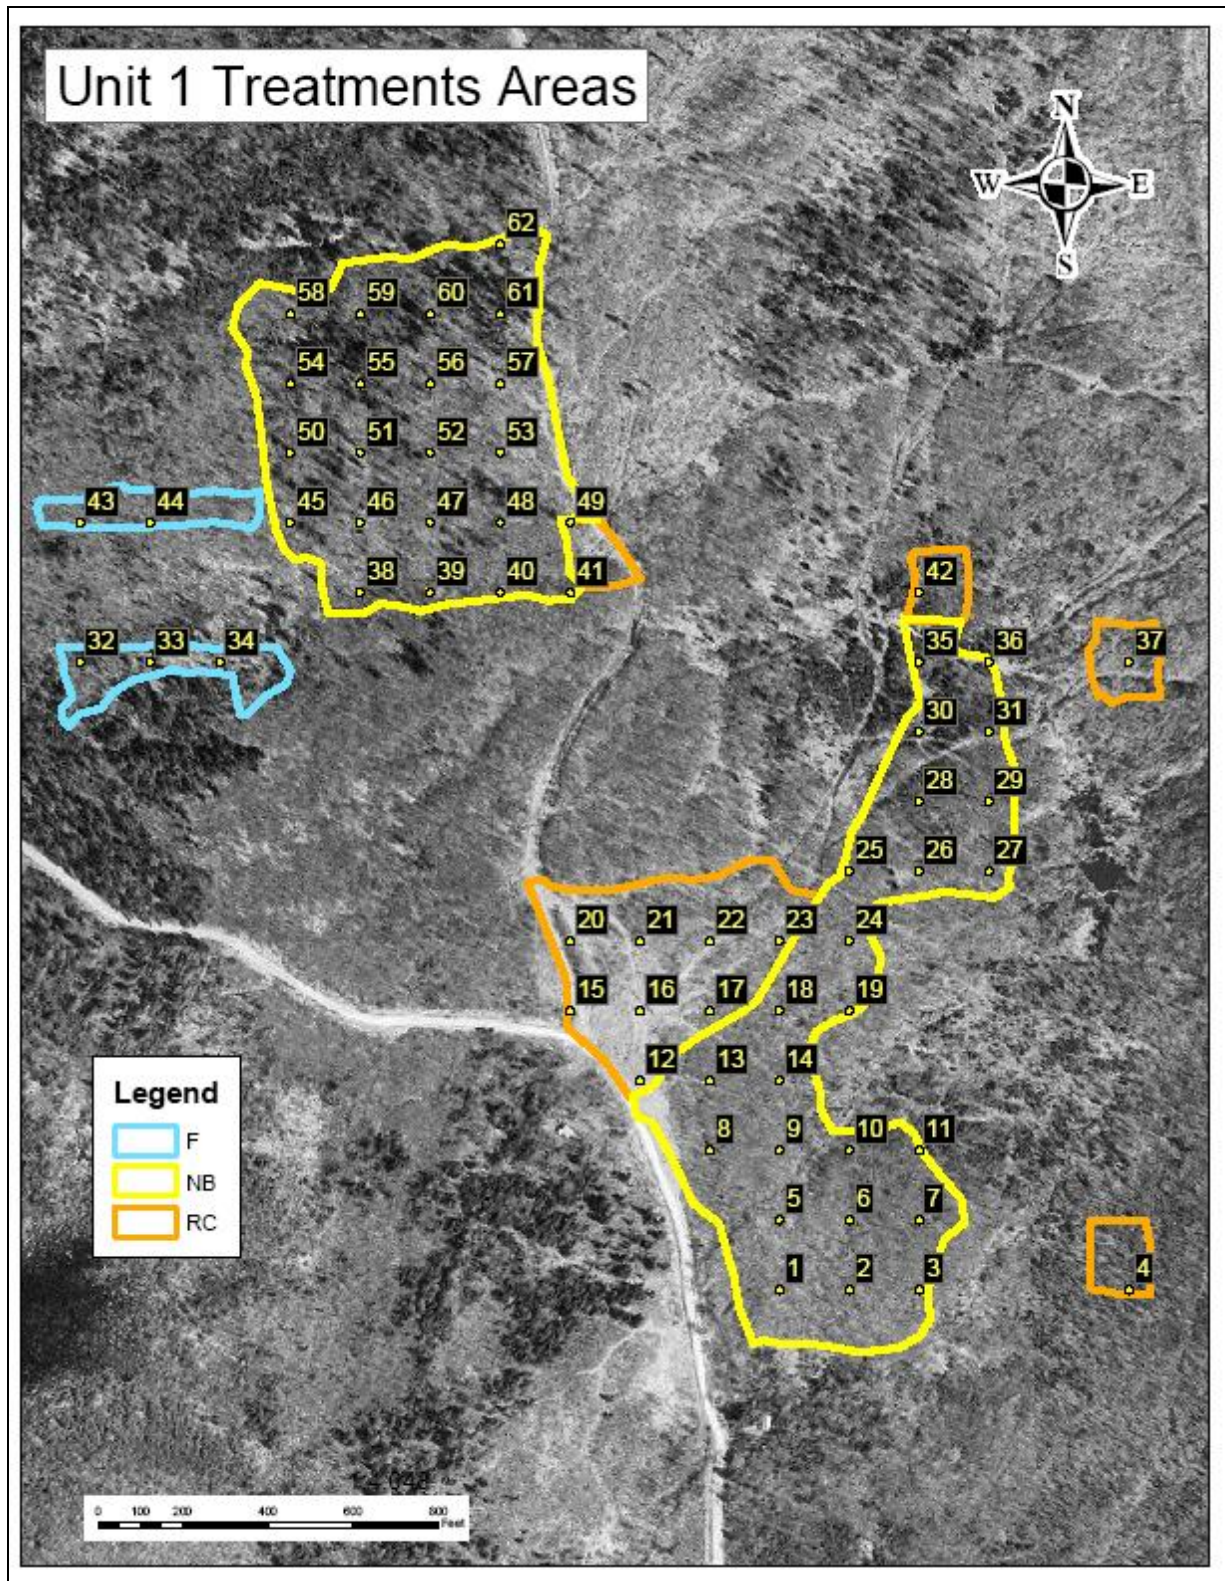 Unit 1 Treatments Areas
N
W E
S
62
58 59 60 61
54 55 56 57
50 51 52 53
43 44 45 46 47 48 49
38 39 40 41 42
32 33 34 35 36 37
30 31
28 29
25 26 27
20 21 22 23 24
15 16 17 18 19
12 13 14
8 9 10 11
5 6 7
1 2 3 4
Legend
F
NB
RC
0 100 200 400 600 800
Feet